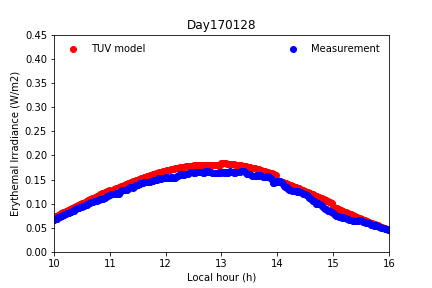 Day170128
TUV model
Measurement
Erythemal Irradiance (W/m2)
0.45
0.40
0.35
0.30
0.25
0.20
0.15
0.10
0.05
0.00
10 11 12 13 14 15 16
Local hour (h)